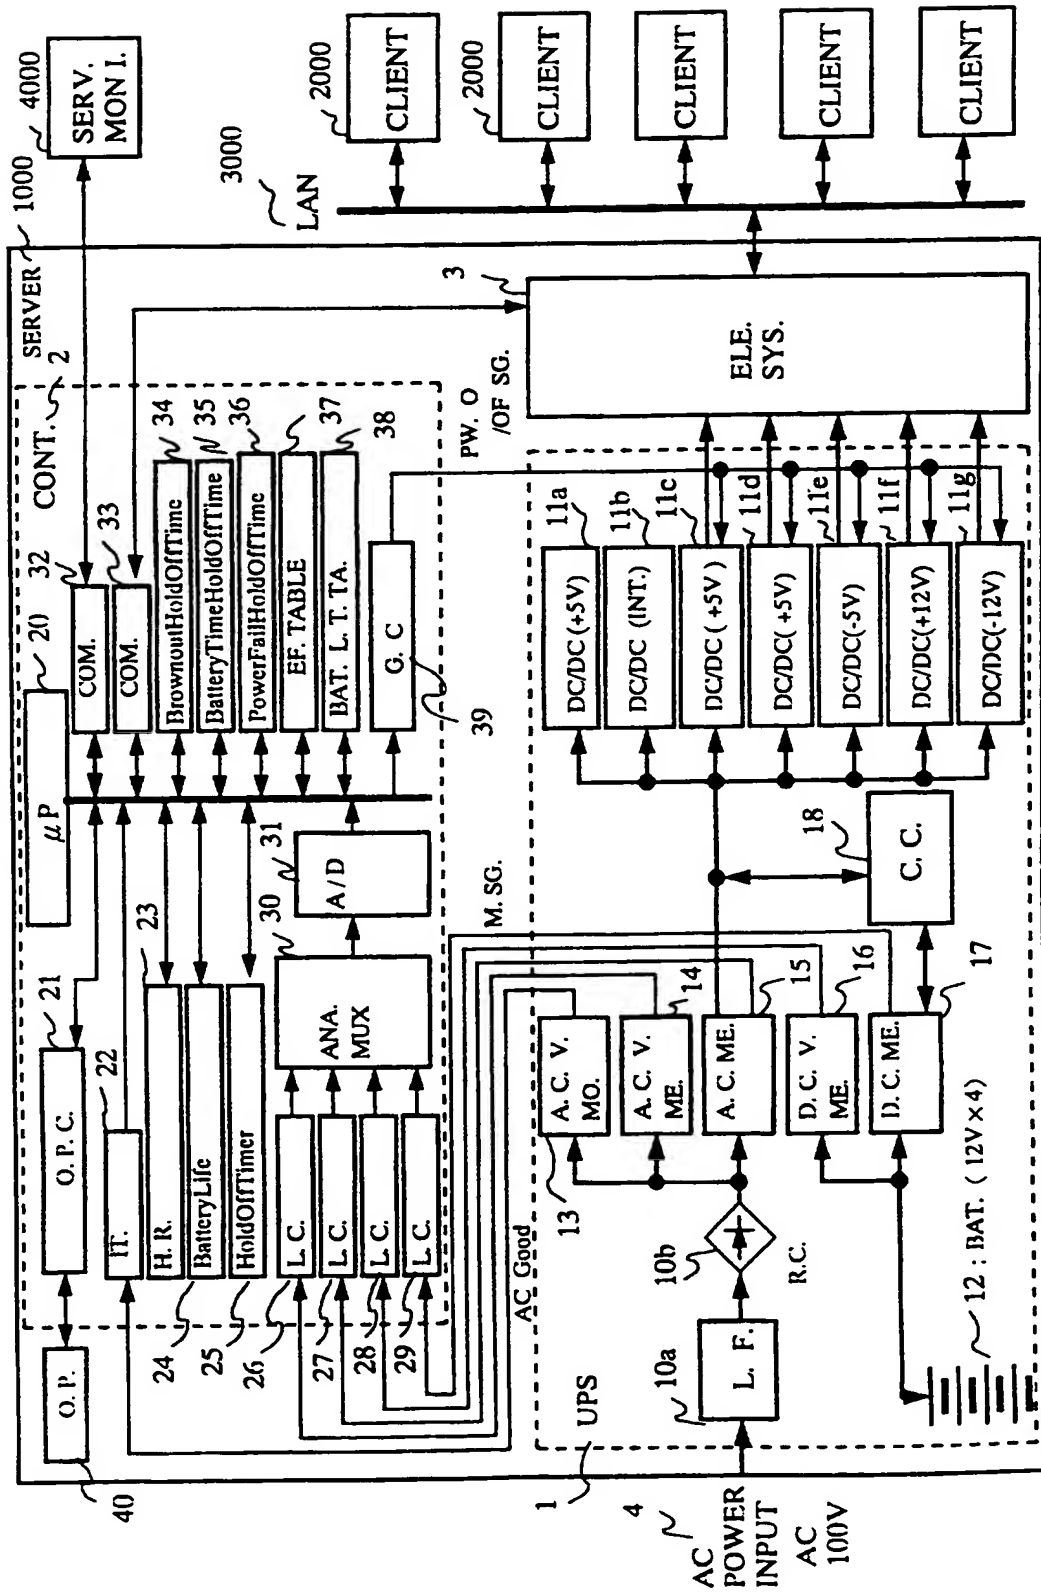 SERVER 1000
4000
SERV.
MON I.
3000
LAN
2000
CLIENT
2000
CLIENT
CLIENT
CLIENT
CLIENT
CONT. 2
40
O. P.
21
O. P. C.
20
μP
22
IT.
23
H. R.
24
BatteryLife
25
HoldOffTimer
26
L. C.
27
L. C.
28
L. C.
29
L. C.
30
ANA.
MUX
31
A/D
32
COM.
33
COM.
34
BrownoutHoldOffTime
35
BatteryTimeHoldOffTime
36
PowerFailHoldOffTime
37
EF. TABLE
38
BAT. L. T. TA.
39
G. C
AC Good
M. SG.
PW. O
/OF SG.
3
ELE.
SYS.
1
UPS
4
AC
POWER
INPUT
AC
100V
10a
L. F.
10b
R.C.
12 : BAT. ( 12V × 4)
13
A. C. V.
MO.
14
A. C. V.
ME.
15
A. C. ME.
16
D. C. V.
ME.
17
D. C. ME.
18
C. C.
11a
DC/DC (+5V)
11b
DC/DC (INT.)
11c
DC/DC ( +5V)
11d
DC/DC( +5V)
11e
DC/DC(-5V)
11f
DC/DC(+12V)
11g
DC/DC(-12V)